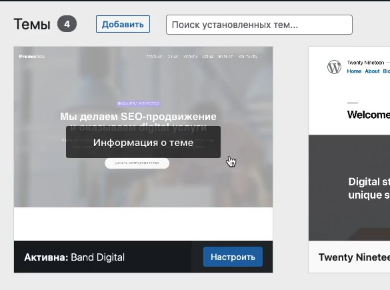 Темы 4 Добавить Поиск установленных тем...
Мы делаем SEO-продвижение
и оказываем digital услуги
Информация о теме
Активна: Band Digital Настроить
Twenty Nineteen
Home About Blo
Welcome
Digital st
unique s
Twenty Ninetee